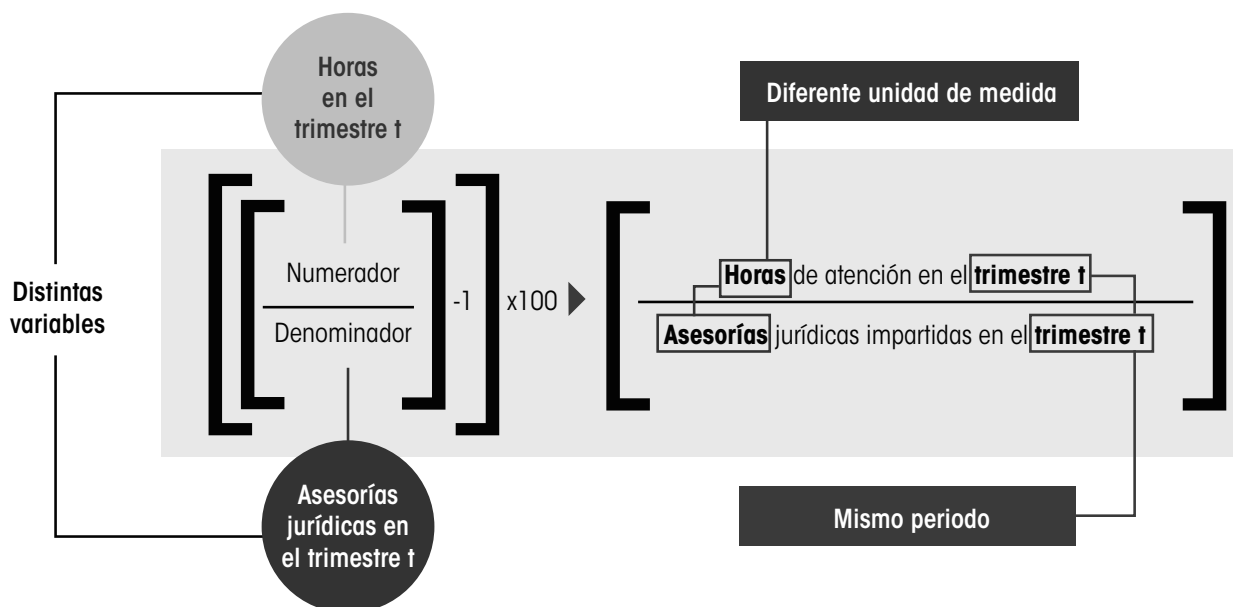 Horas
en el
trimestre t
Diferente unidad de medida
Distintas
variables
Numerador
Denominador
-1
x100
Horas de atención en el trimestre t
Asesorías jurídicas impartidas en el trimestre t
Asesorías
jurídicas en
el trimestre t
Mismo periodo